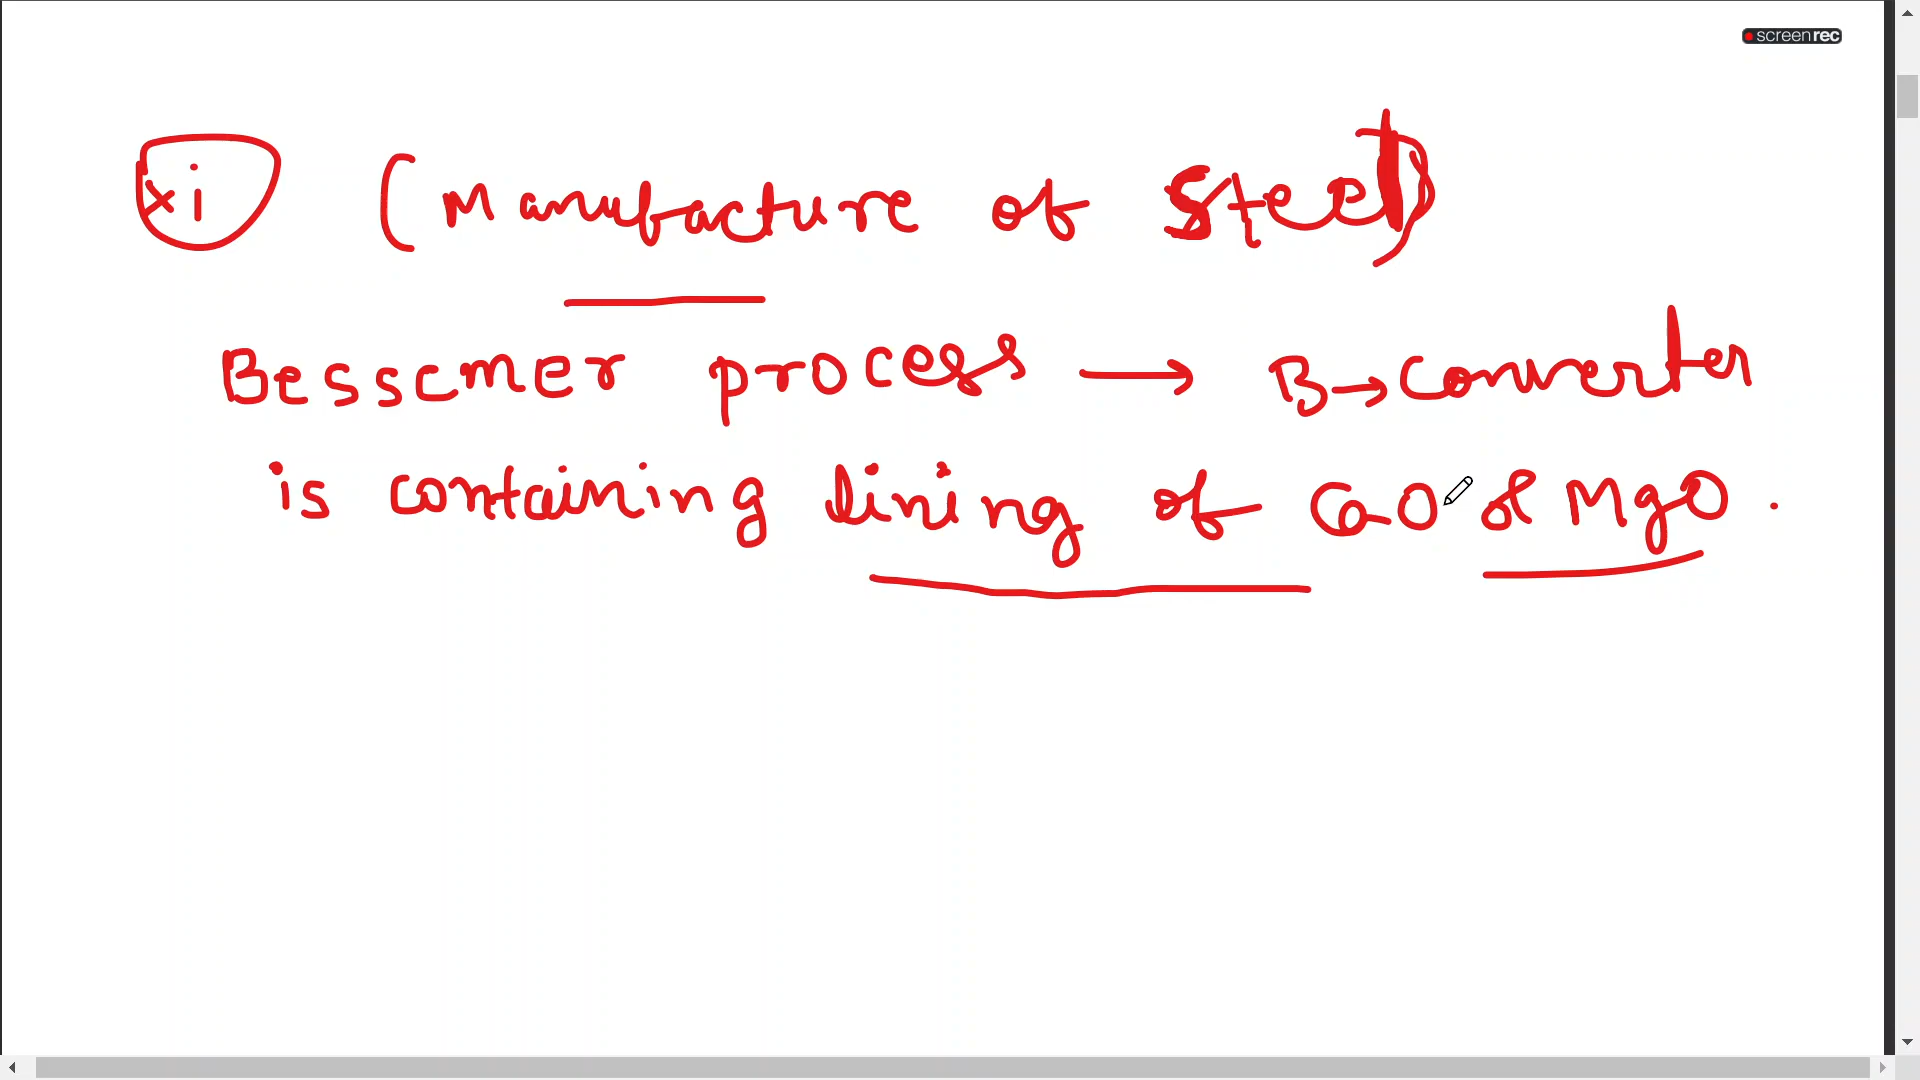 screenrec
xi (Manufacture of Steel)
Bessemer process → B → converter
is containing lining of CaO & MgO .